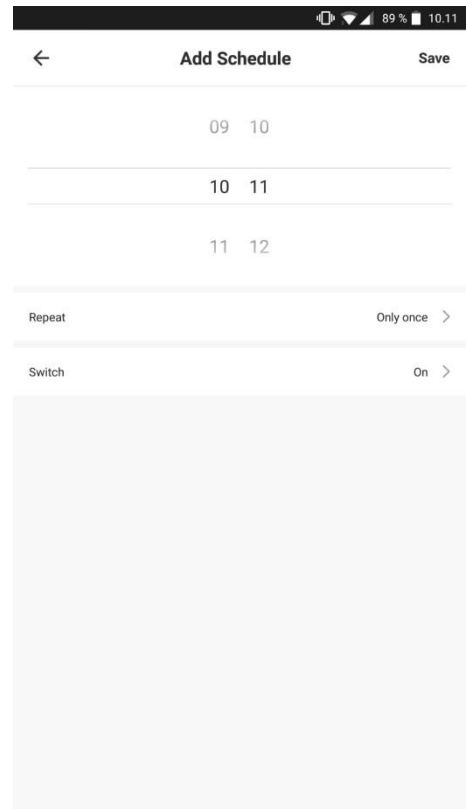 89 % 10.11
Add Schedule Save
09 10
10 11
11 12
Repeat Only once
Switch On